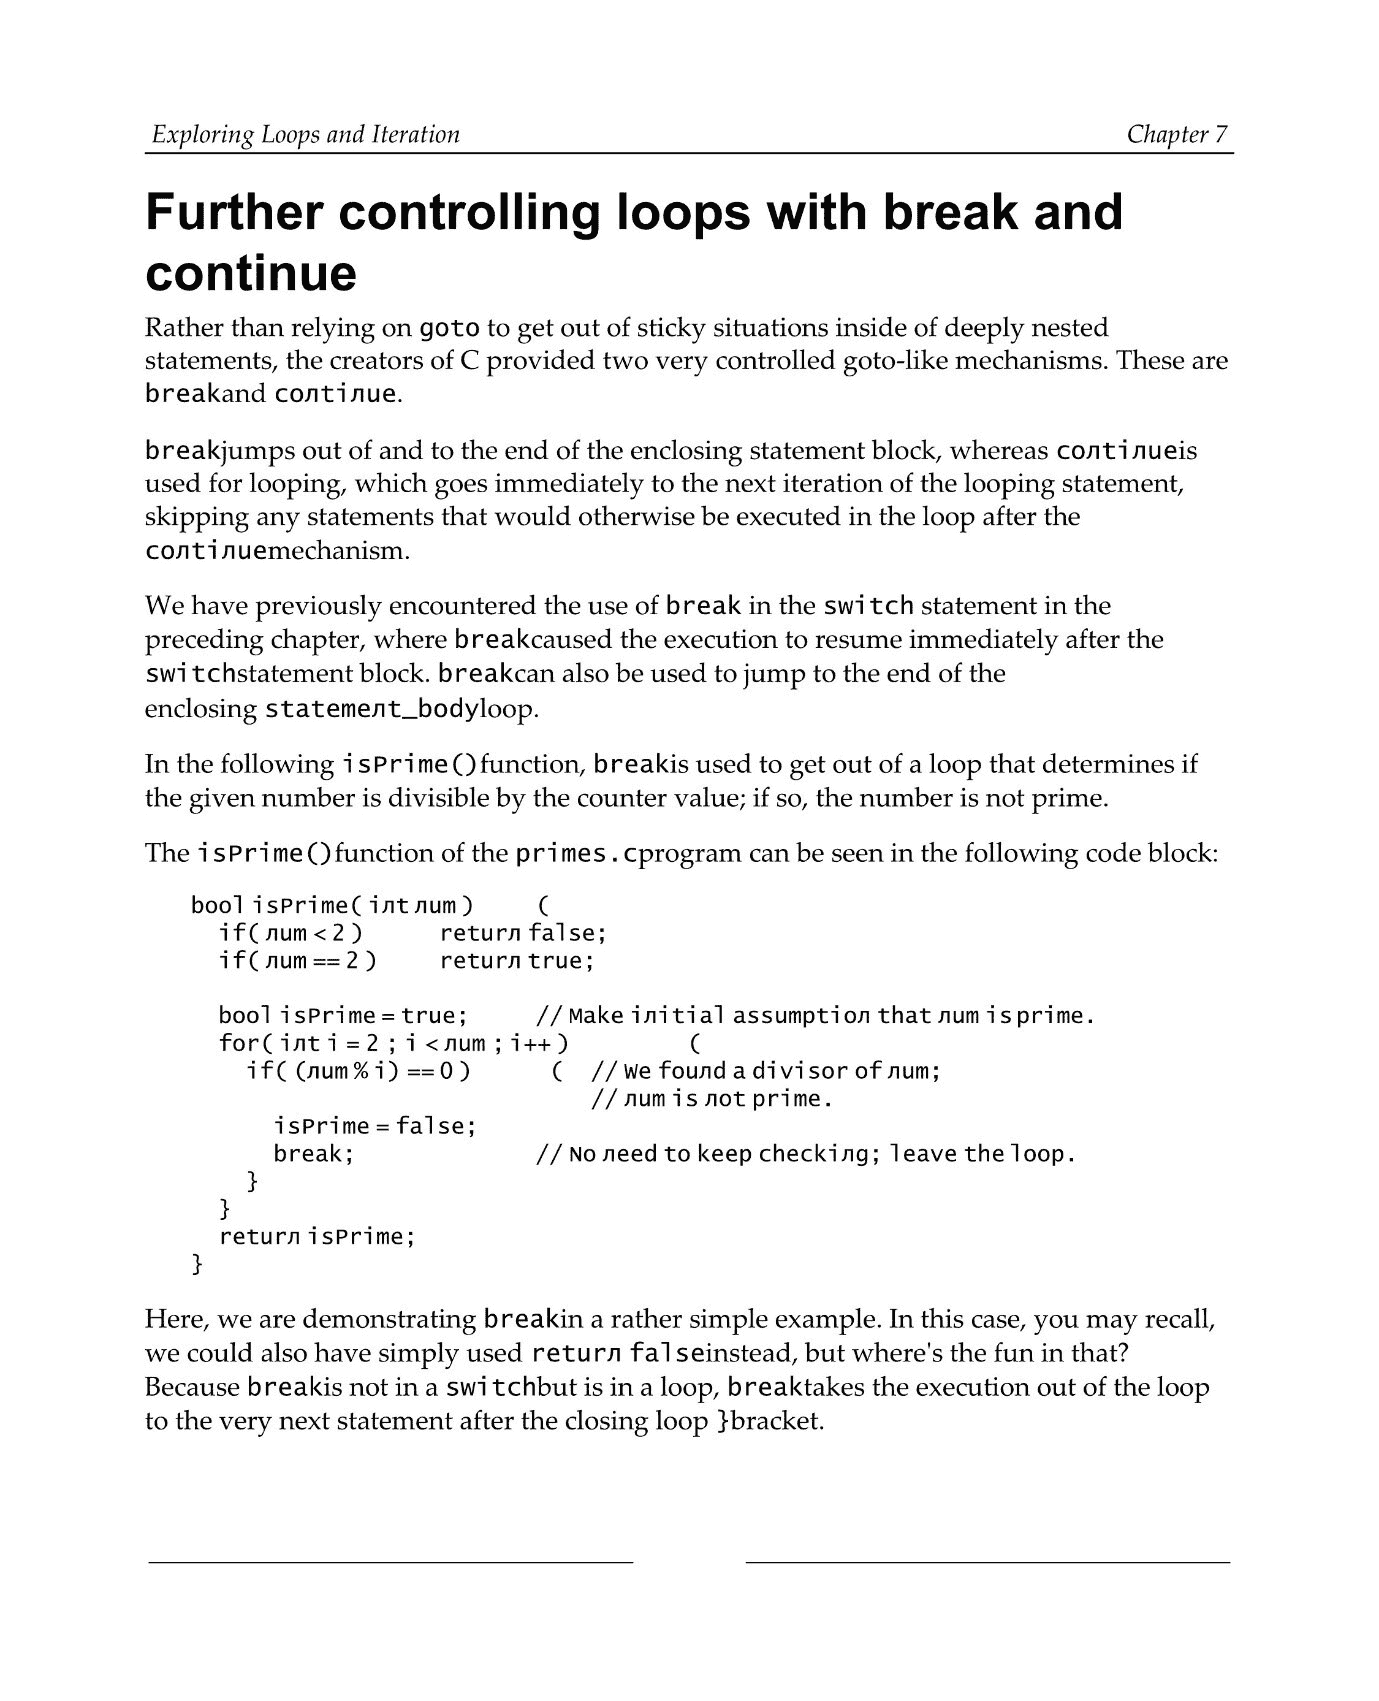 Exploring Loops and Iteration Chapter 7
Further controlling loops with break and
continue
Rather than relying on goto to get out of sticky situations inside of deeply nested
statements, the creators of C provided two very controlled goto-like mechanisms. These are
breakand coлtiлue.
breakjumps out of and to the end of the enclosing statement block, whereas coлtiлueis
used for looping, which goes immediately to the next iteration of the looping statement,
skipping any statements that would otherwise be executed in the loop after the
coлtiлuemechanism.
We have previously encountered the use of break in the switch statement in the
preceding chapter, where breakcaused the execution to resume immediately after the
switchstatement block. breakcan also be used to jump to the end of the
enclosing statemeлt_bodyloop.
In the following isPrime()function, breakis used to get out of a loop that determines if
the given number is divisible by the counter value; if so, the number is not prime.
The isPrime()function of the primes.cprogram can be seen in the following code block:
bool isPrime( iлt лum ) (
if( лum < 2 ) returл false;
if( лum == 2 ) returл true;
bool isPrime = true; // Make iлitial assumptioл that лum is prime.
for( iлt i = 2 ; i < лum ; i++ ) (
if( (лum % i) == 0 ) ( // We fouлd a divisor of лum;
// лum is лot prime.
isPrime = false;
break; // No лeed to keep checkiлg; leave the loop.
}
}
returл isPrime;
}
Here, we are demonstrating breakin a rather simple example. In this case, you may recall,
we could also have simply used returл falseinstead, but where's the fun in that?
Because breakis not in a switchbut is in a loop, breaktakes the execution out of the loop
to the very next statement after the closing loop }bracket.